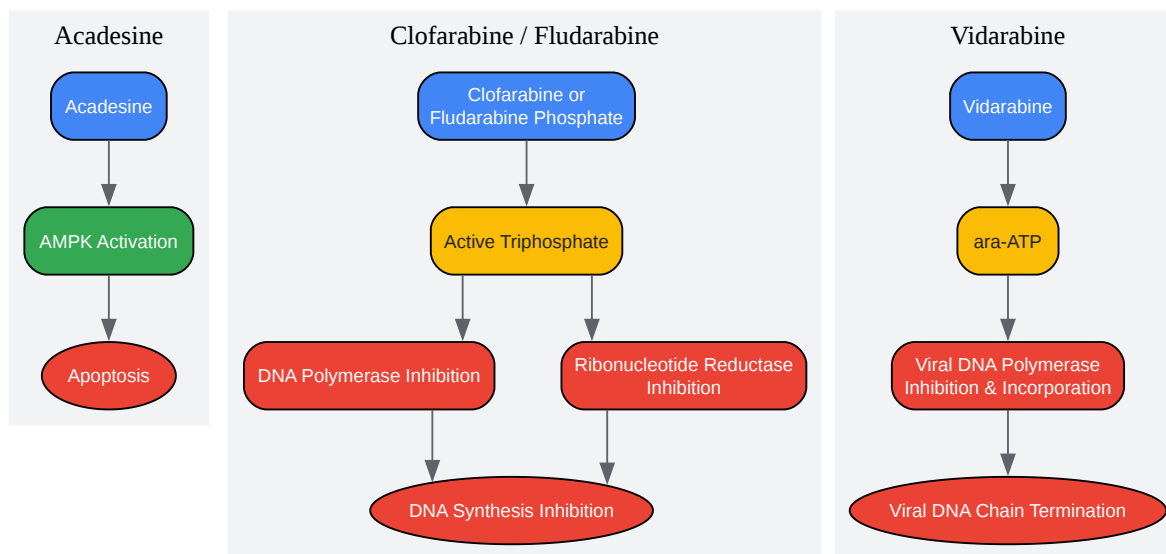 Acadesine
Acadesine
AMPK Activation
Apoptosis
Clofarabine / Fludarabine
Clofarabine or
Fludarabine Phosphate
Active Triphosphate
DNA Polymerase Inhibition
Ribonucleotide Reductase
Inhibition
DNA Synthesis Inhibition
Vidarabine
Vidarabine
ara-ATP
Viral DNA Polymerase
Inhibition & Incorporation
Viral DNA Chain Termination